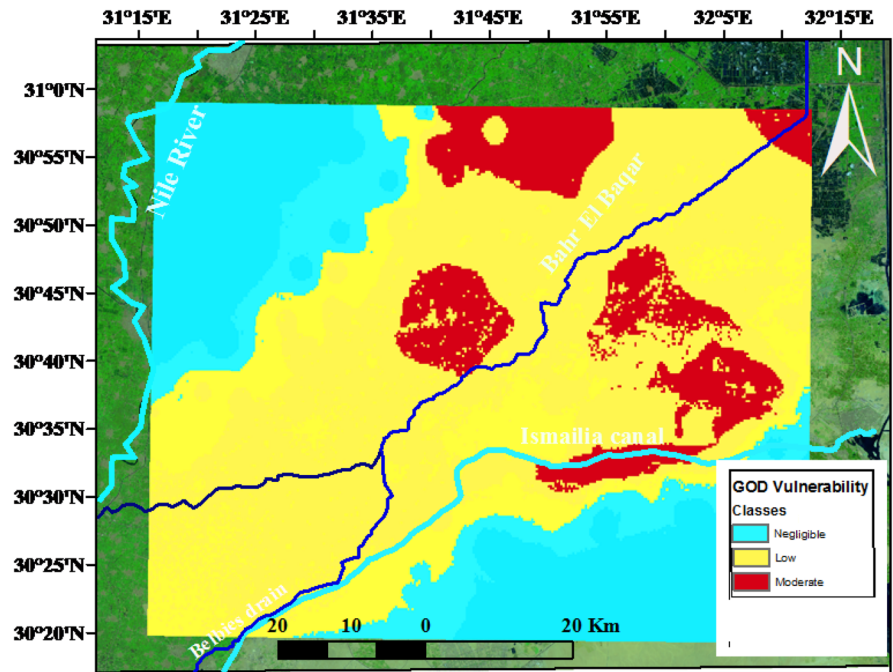 31°15'E 31°25'E 31°35'E 31°45'E 31°55'E 32°5'E 32°15'E
31°0'N
N
30°55'N
Nile River
30°50'N
Bahr El Baqar
30°45'N
30°40'N
30°35'N
Ismailia canal
30°30'N
GOD Vulnerability
Classes
Negligible
Low
Moderate
30°25'N
30°20'N
Belbies drain
20 10 0 20 Km